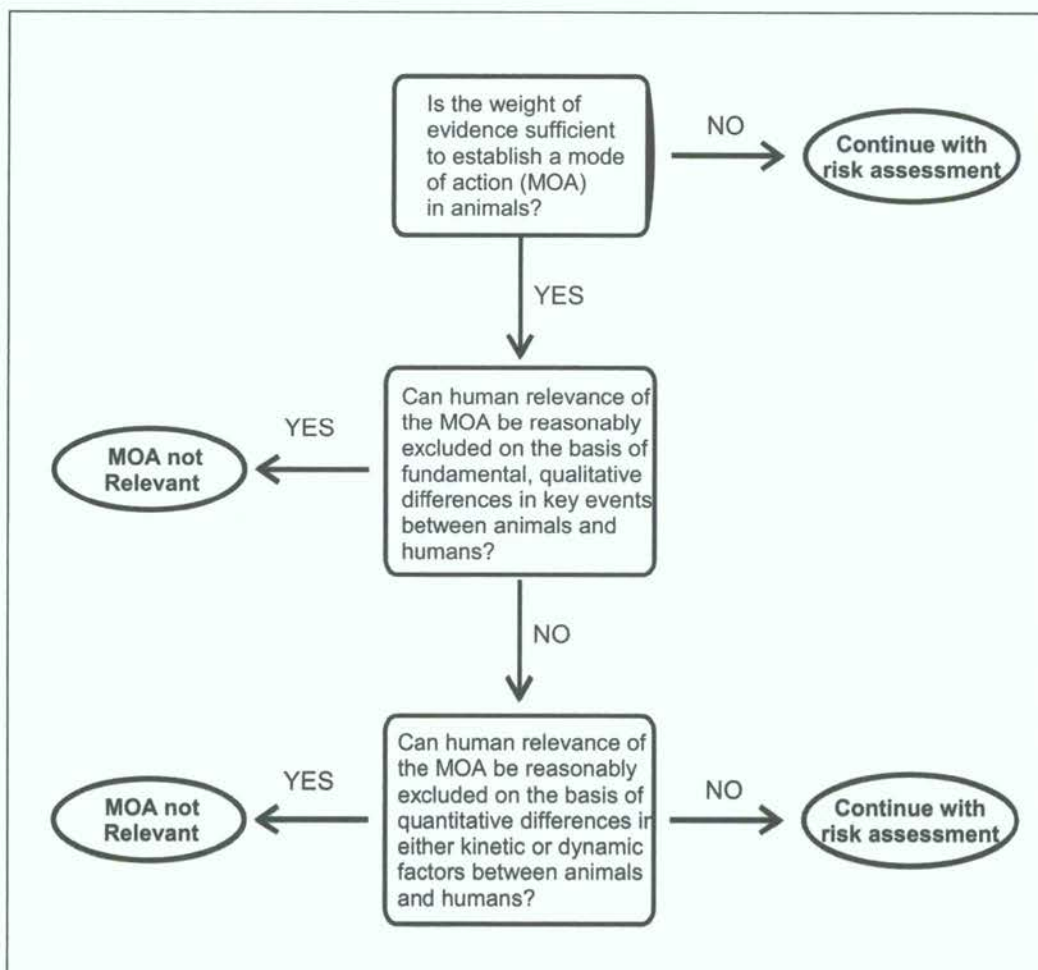 Is the weight of
evidence sufficient
to establish a mode
of action (MOA)
in animals?
NO
Continue with
risk assessment
YES
Can human relevance of
the MOA be reasonably
excluded on the basis of
fundamental, qualitative
differences in key events
between animals and
humans?
YES
MOA not
Relevant
NO
Can human relevance of
the MOA be reasonably
excluded on the basis of
quantitative differences in
either kinetic or dynamic
factors between animals
and humans?
YES
MOA not
Relevant
NO
Continue with
risk assessment